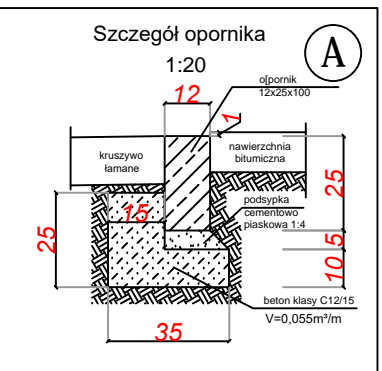 Szczegół opornika
1:20
A
o[pornik
12x25x100
12
1
kruszywo
łamane
nawierzchnia
bitumiczna
25
15
podsypka
cementowo
piaskowa 1:4
25
5
10
beton klasy C12/15
V=0,055m³/m
35